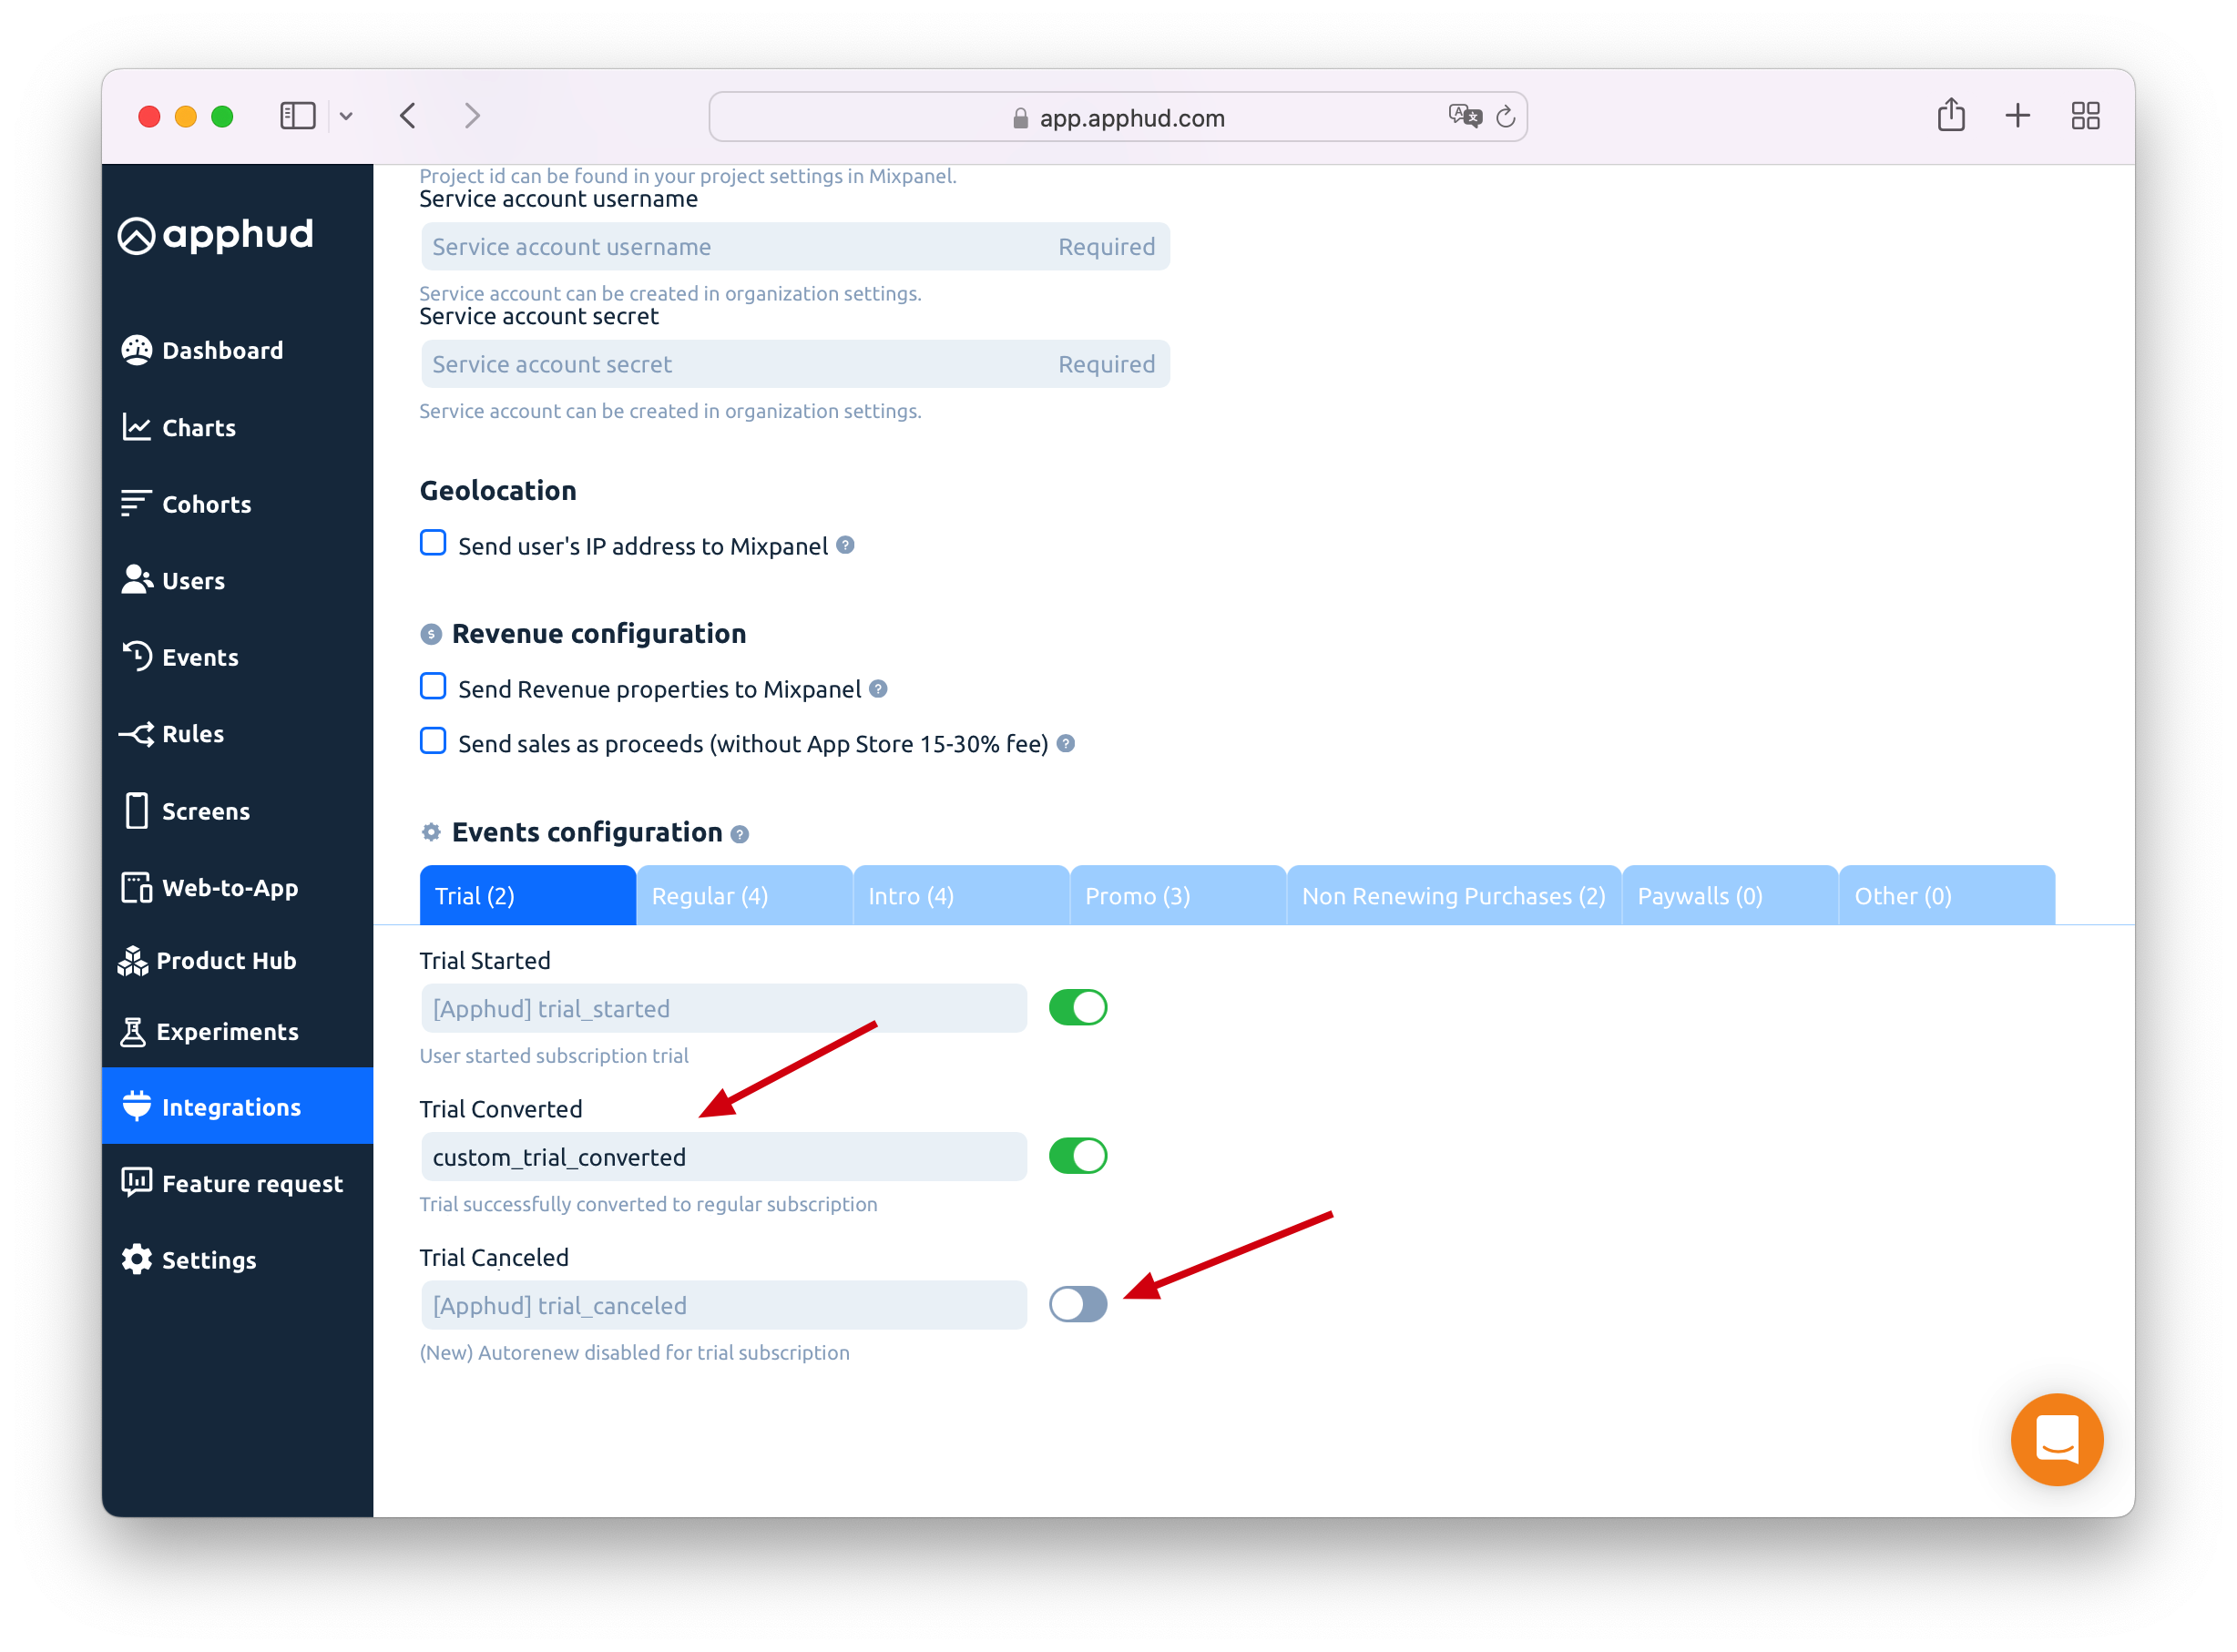 app.apphud.com
apphud
Dashboard
Charts
Cohorts
Users
Events
Rules
Screens
Web-to-App
Product Hub
Experiments
Integrations
Feature request
Settings
Project id can be found in your project settings in Mixpanel.
Service account username
Service account username Required
Service account can be created in organization settings.
Service account secret
Service account secret Required
Service account can be created in organization settings.
Geolocation
Send user's IP address to Mixpanel ?
$ Revenue configuration
Send Revenue properties to Mixpanel ?
Send sales as proceeds (without App Store 15-30% fee) ?
Events configuration ?
Trial (2) Regular (4) Intro (4) Promo (3) Non Renewing Purchases (2) Paywalls (0) Other (0)
Trial Started
[Apphud] trial_started
User started subscription trial
Trial Converted
custom_trial_converted
Trial successfully converted to regular subscription
Trial Canceled
[Apphud] trial_canceled
(New) Autorenew disabled for trial subscription